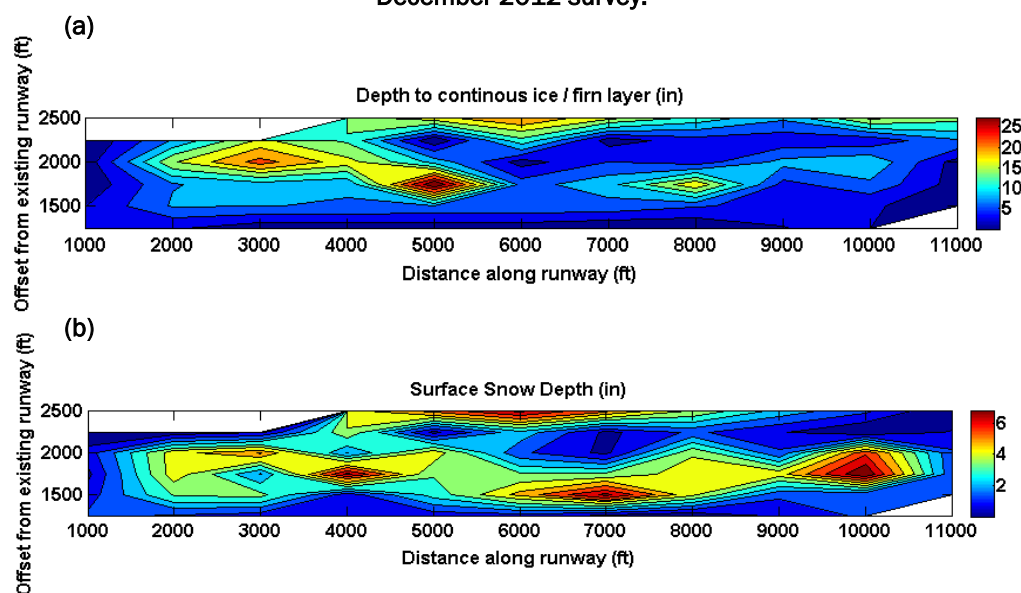 December 2012 survey.
(a)
Depth to continous ice / firn layer (in)
Offset from existing runway (ft)
2500
2000
1500
1000 2000 3000 4000 5000 6000 7000 8000 9000 10000 11000
Distance along runway (ft)
25
20
15
10
5
(b)
Surface Snow Depth (in)
Offset from existing runway (ft)
2500
2000
1500
1000 2000 3000 4000 5000 6000 7000 8000 9000 10000 11000
Distance along runway (ft)
6
4
2